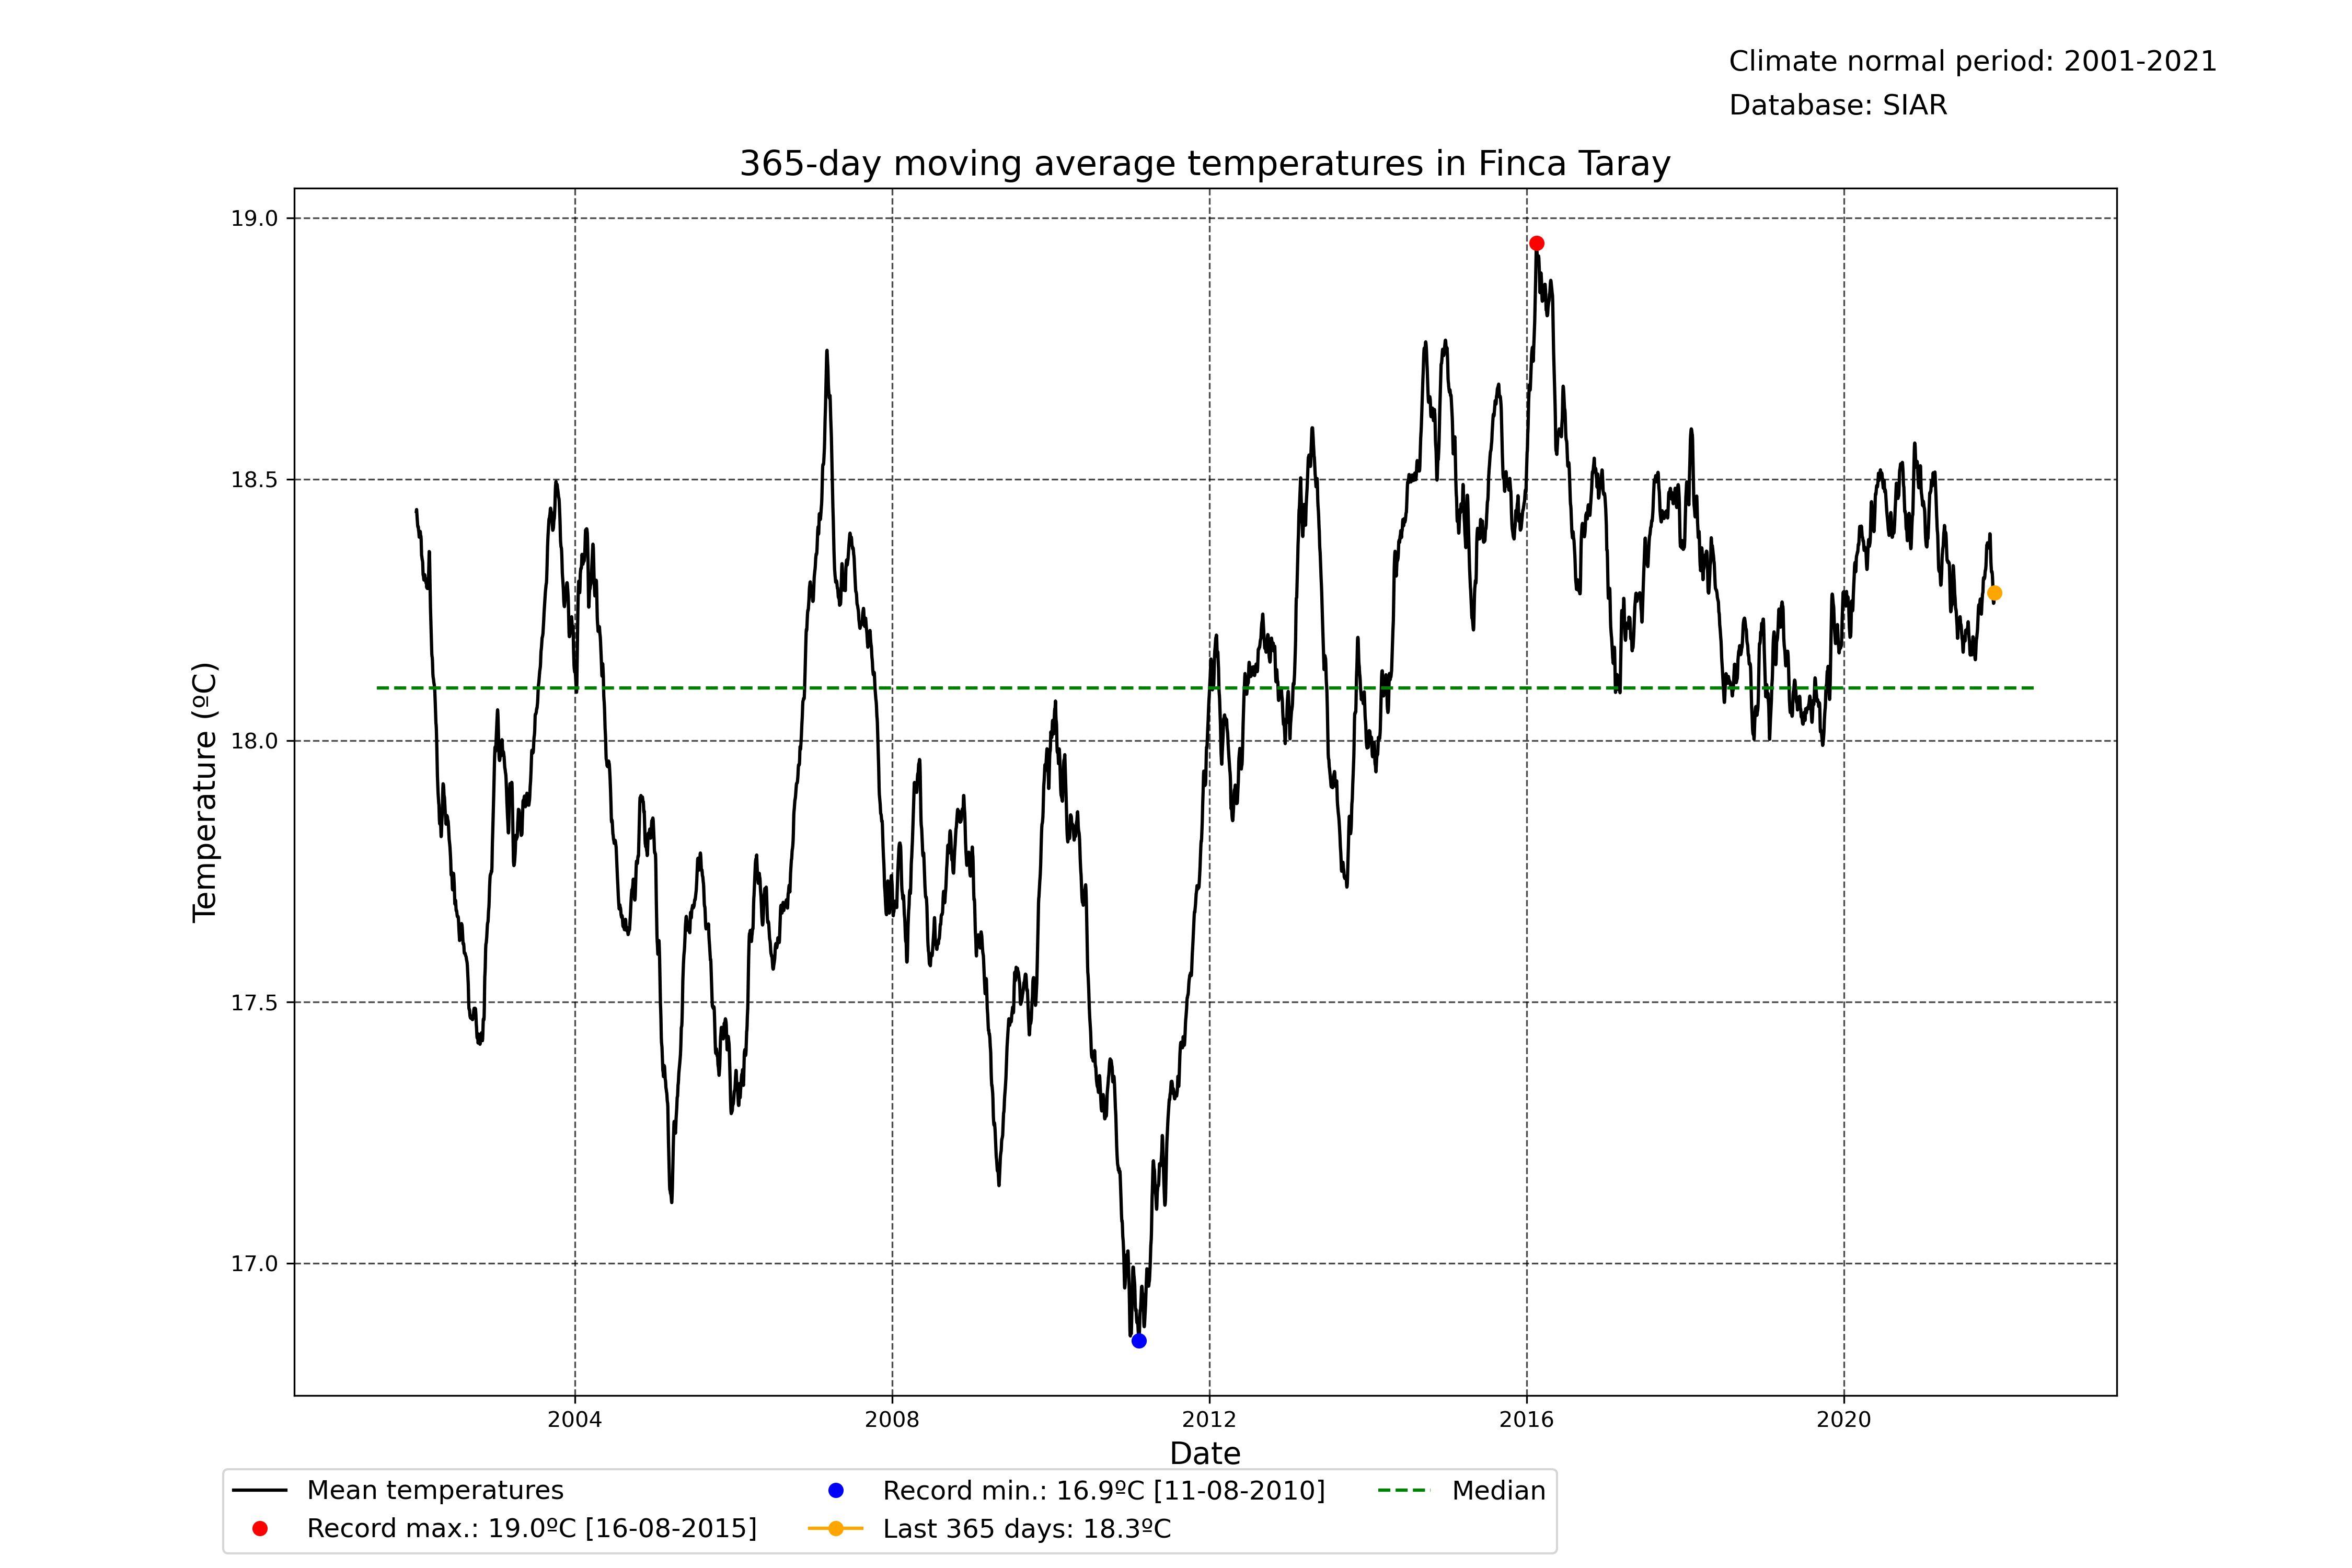 Climate normal period: 2001-2021
Database: SIAR
365-day moving average temperatures in Finca Taray
19.0
18.5
18.0
17.5
17.0
Temperature (ºC)
2004 2008 2012 2016 2020
Date
Mean temperatures
Record max.: 19.0ºC [16-08-2015]
Record min.: 16.9ºC [11-08-2010]
Last 365 days: 18.3ºC
Median